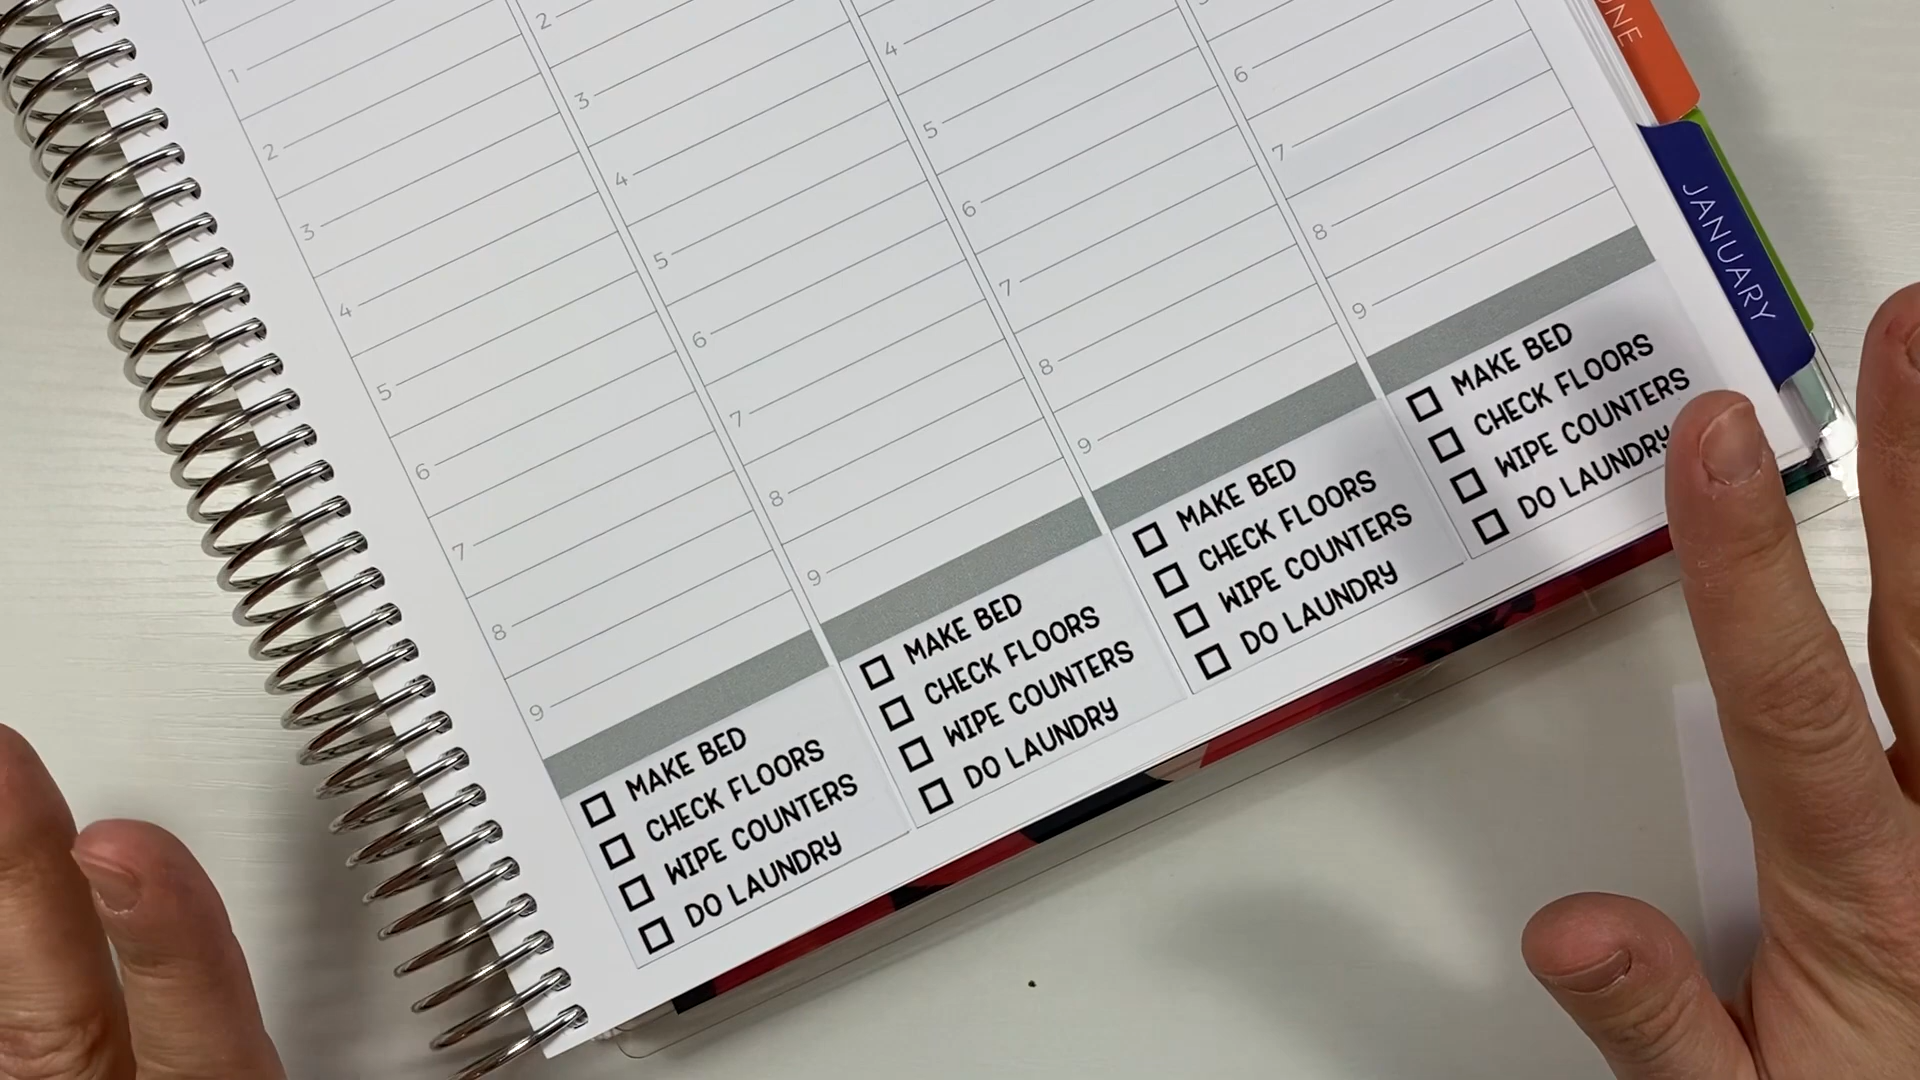 1
2
3
4
5
6
7
8
9
MAKE BED
CHECK FLOORS
WIPE COUNTERS
DO LAUNDRY
2
3
4
5
6
7
8
9
MAKE BED
CHECK FLOORS
WIPE COUNTERS
DO LAUNDRY
4
5
6
7
8
9
MAKE BED
CHECK FLOORS
WIPE COUNTERS
DO LAUNDRY
6
7
8
9
MAKE BED
CHECK FLOORS
WIPE COUNTERS
DO LAUNDRY
JANUARY